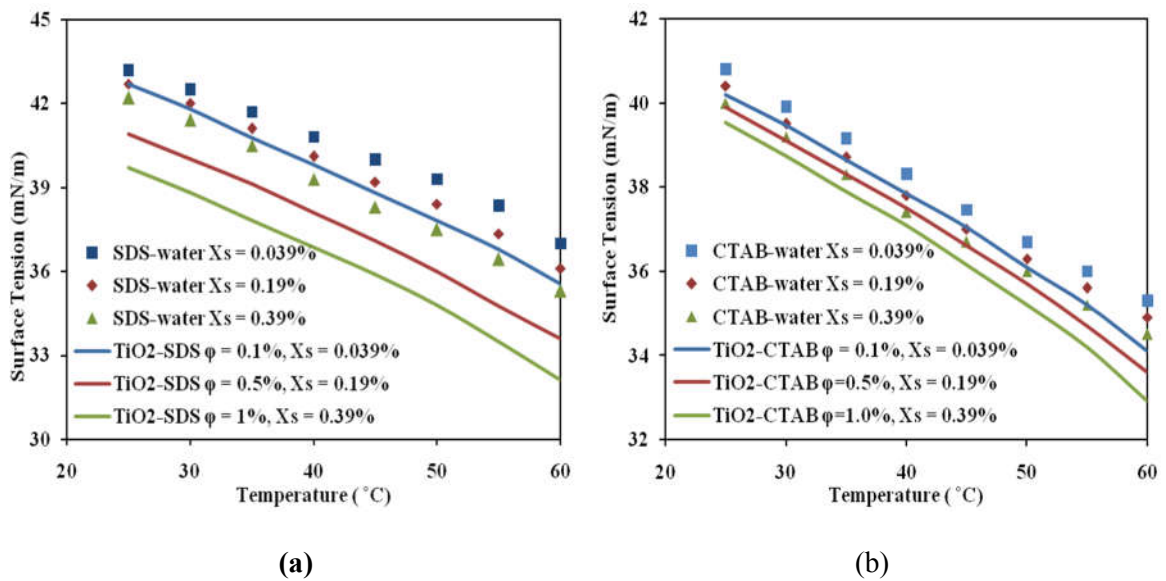 45
42
39
36
33
30
Surface Tension (mN/m)
SDS-water Xs = 0.039%
SDS-water Xs = 0.19%
SDS-water Xs = 0.39%
TiO2-SDS φ = 0.1%, Xs = 0.039%
TiO2-SDS φ = 0.5%, Xs = 0.19%
TiO2-SDS φ = 1%, Xs = 0.39%
20 30 40 50 60
Temperature (˚C)
(a)
42
40
38
36
34
32
Surface Tension (mN/m)
CTAB-water Xs = 0.039%
CTAB-water Xs = 0.19%
CTAB-water Xs = 0.39%
TiO2-CTAB φ = 0.1%, Xs = 0.039%
TiO2-CTAB φ=0.5%, Xs = 0.19%
TiO2-CTAB φ=1.0%, Xs = 0.39%
20 30 40 50 60
Temperature (˚C)
(b)